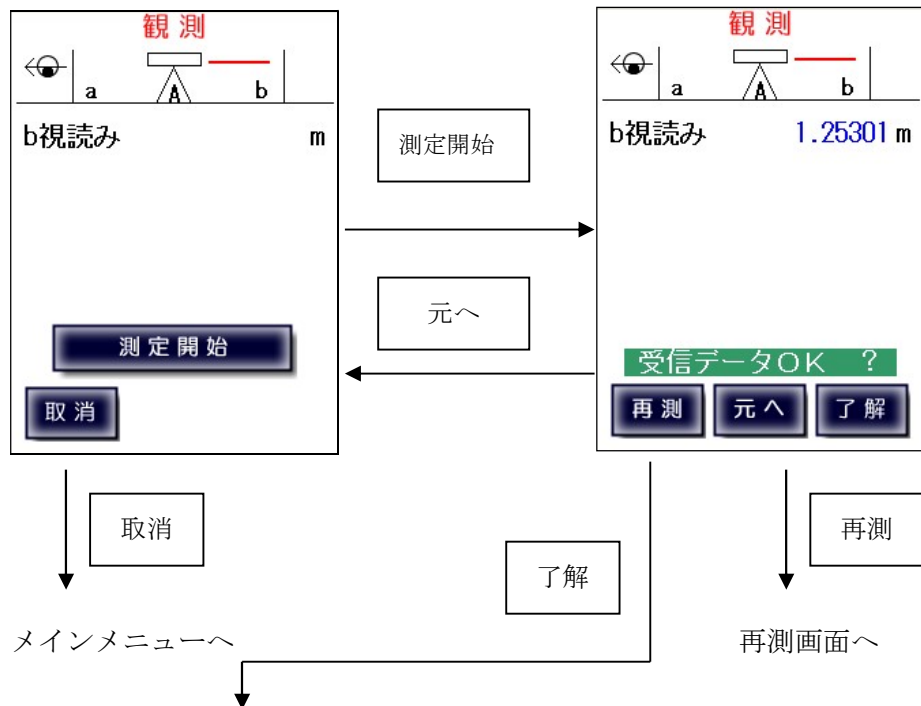 観測
a A b
b視読み m
測定開始
取消
測定開始
元へ
観測
a A b
b視読み 1.25301 m
受信データOK ?
再測 元へ 了解
取消
メインメニューへ
了解
再測
再測画面へ